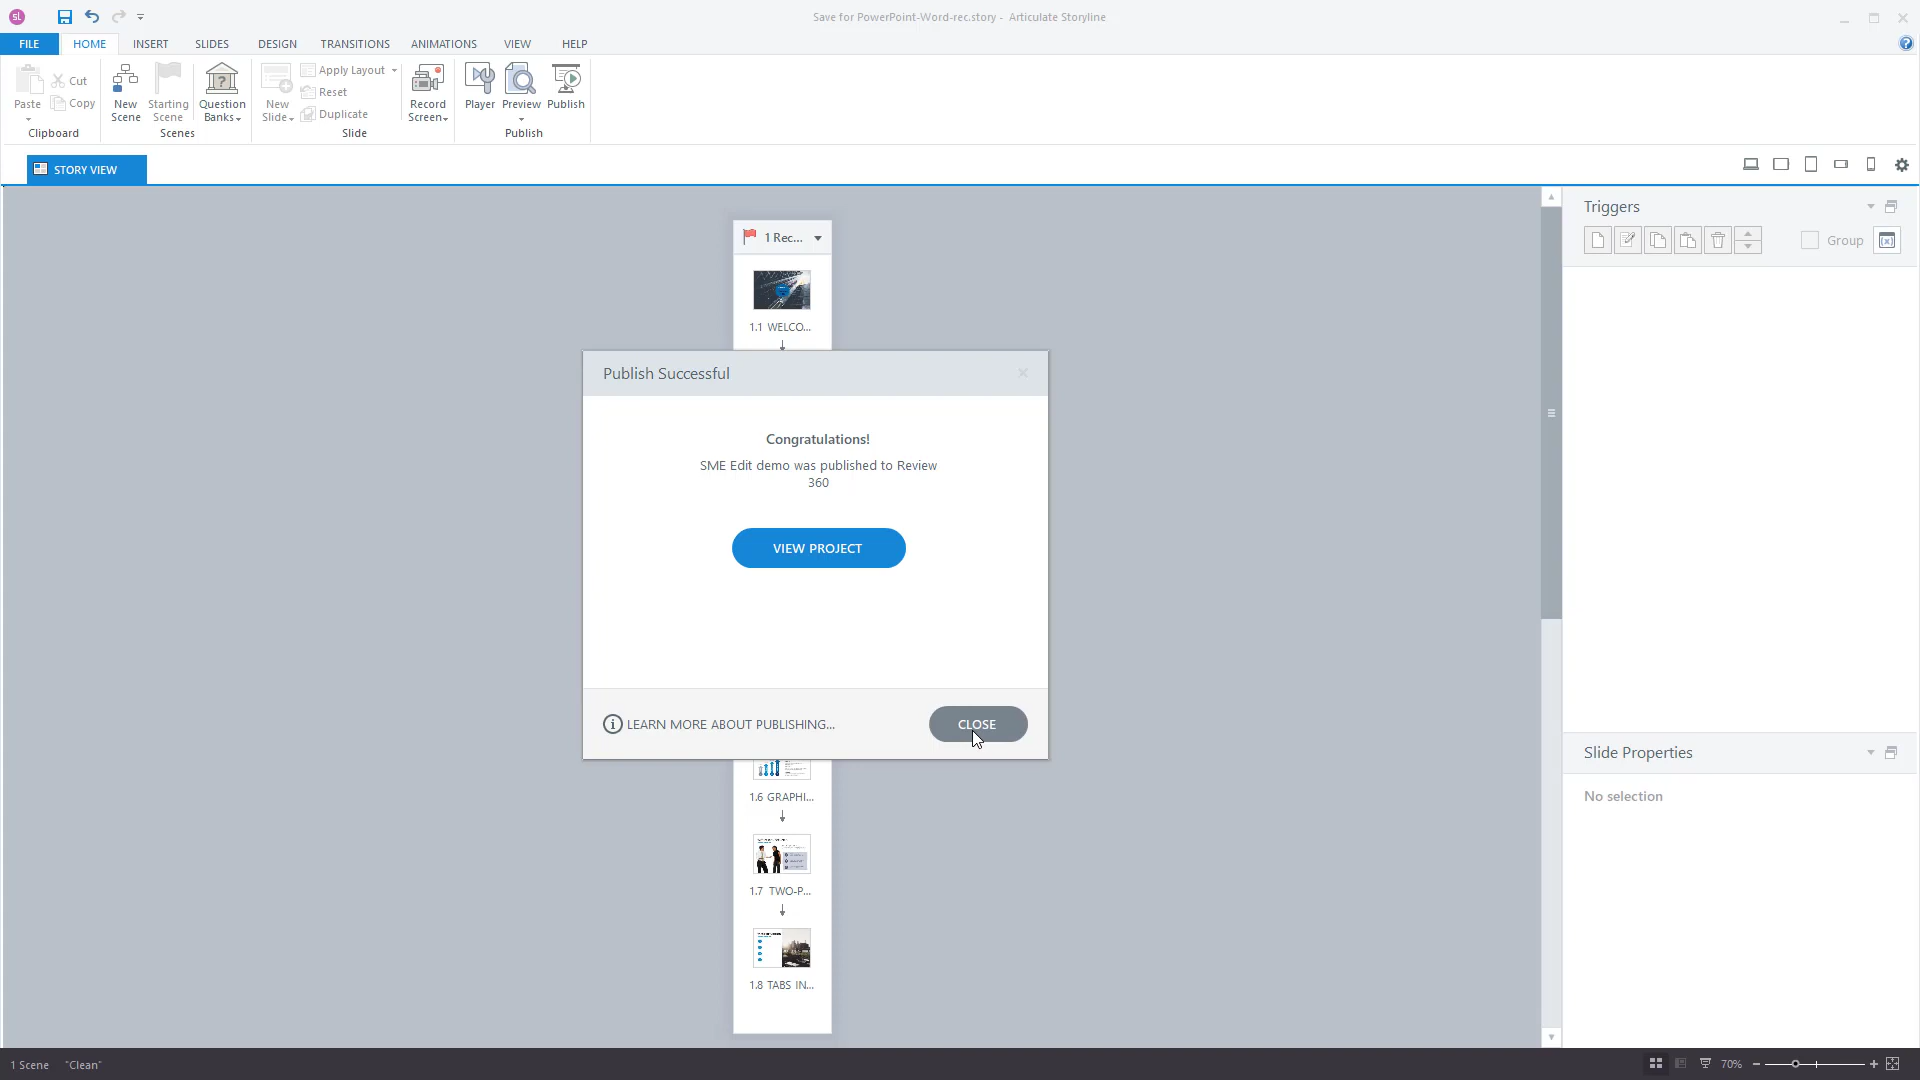 sl
Save for PowerPoint-Word-rec.story - Articulate Storyline
FILE HOME INSERT SLIDES DESIGN TRANSITIONS ANIMATIONS VIEW HELP
Paste
Cut
Copy
Clipboard
New Scene
Starting Scene
Question Banks
Scenes
New Slide
Apply Layout
Reset
Duplicate
Slide
Record Screen
Player
Preview
Publish
Publish
STORY VIEW
1 Rec...
1.1 WELCO...
Publish Successful
Congratulations!
SME Edit demo was published to Review
360
VIEW PROJECT
LEARN MORE ABOUT PUBLISHING...
CLOSE
1.6 GRAPHI...
1.7 TWO-P...
1.8 TABS IN...
Triggers
Group
Slide Properties
No selection
1 Scene "Clean"
70%